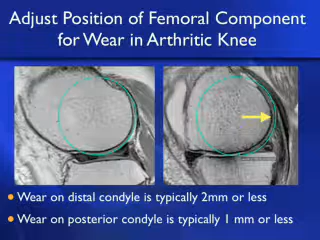 Adjust Position of Femoral Component
for Wear in Arthritic Knee
Wear on distal condyle is typically 2mm or less
Wear on posterior condyle is typically 1 mm or less